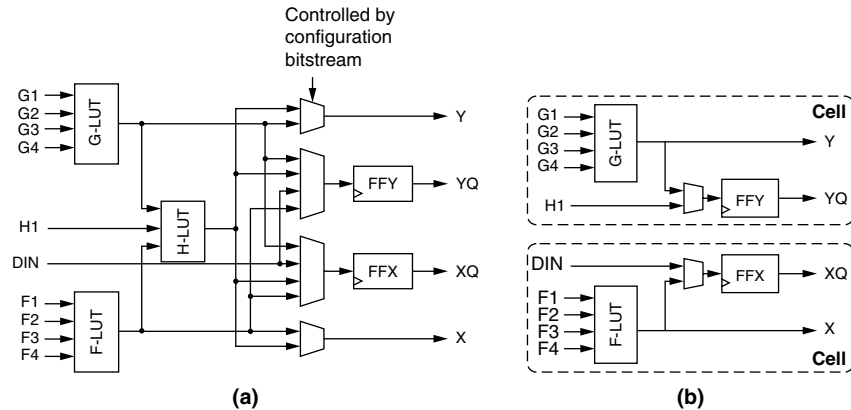 Controlled by
configuration
bitstream
G1
G2
G3
G4
G-LUT
H1
H-LUT
DIN
F1
F2
F3
F4
F-LUT
Y
FFY
YQ
FFX
XQ
X
(a)
Cell
G1
G2
G3
G4
G-LUT
Y
H1
FFY
YQ
DIN
FFX
XQ
F1
F2
F3
F4
F-LUT
X
Cell
(b)